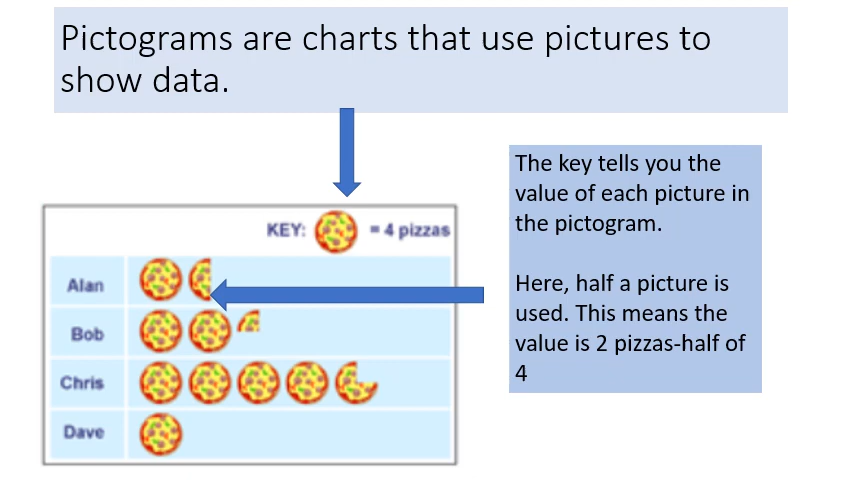 Pictograms are charts that use pictures to
show data.
The key tells you the
value of each picture in
the pictogram.
Here, half a picture is
used. This means the
value is 2 pizzas-half of
4
KEY: = 4 pizzas
Alan
Bob
Chris
Dave